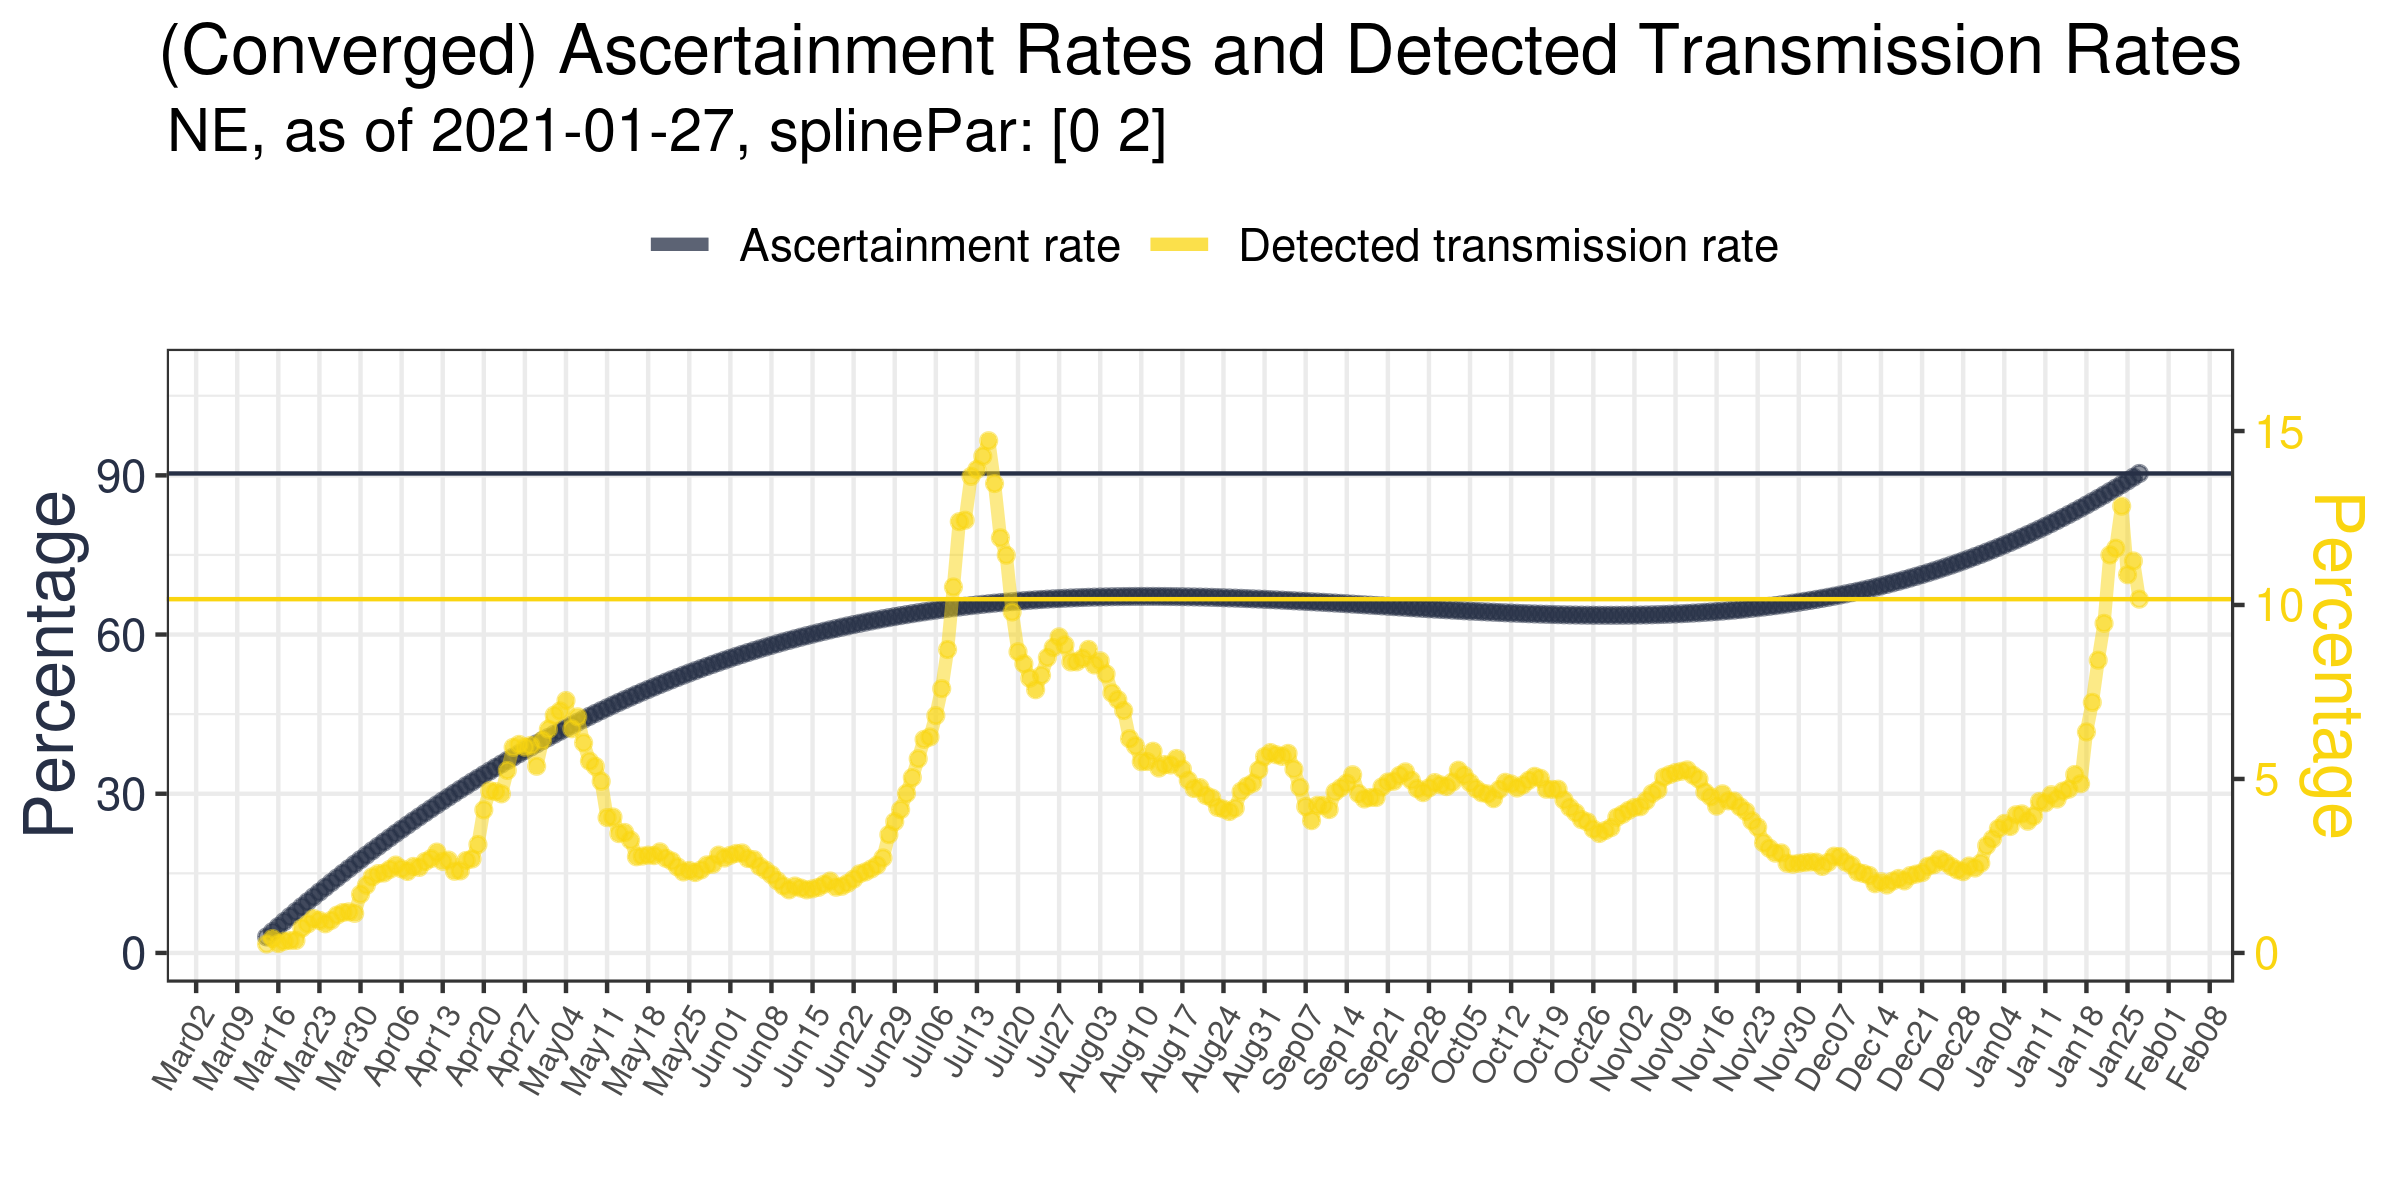 (Converged) Ascertainment Rates and Detected Transmission Rates
NE, as of 2021-01-27, splinePar: [0 2]
Ascertainment rate Detected transmission rate
Percentage
90
60
30
0
15
10
5
0
Percentage
Mar02 Mar09 Mar16 Mar23 Mar30 Apr06 Apr13 Apr20 Apr27 May04 May11 May18 May25 Jun01 Jun08 Jun15 Jun22 Jun29 Jul06 Jul13 Jul20 Jul27 Aug03 Aug10 Aug17 Aug24 Aug31 Sep07 Sep14 Sep21 Sep28 Oct05 Oct12 Oct19 Oct26 Nov02 Nov09 Nov16 Nov23 Nov30 Dec07 Dec14 Dec21 Dec28 Jan04 Jan11 Jan18 Jan25 Feb01 Feb08